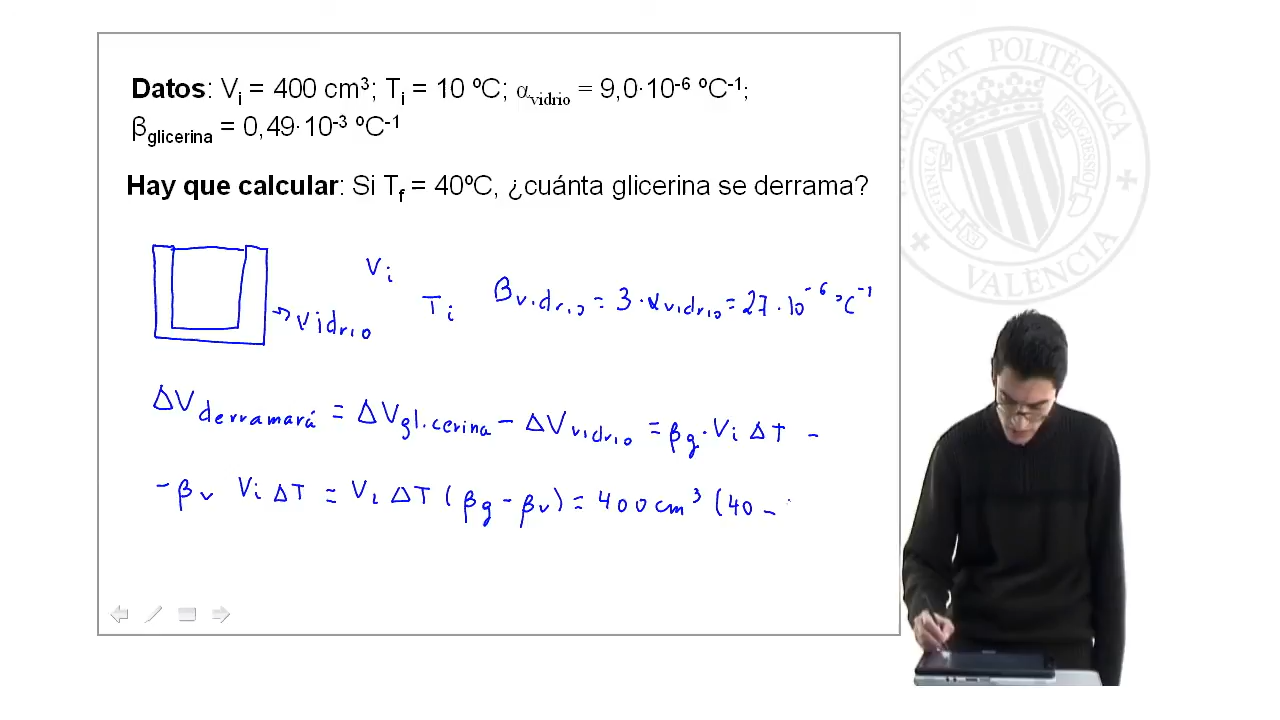 Datos: Vi = 400 cm³; Ti = 10 ºC; αvidrio = 9,0·10⁻⁶ ºC⁻¹;
βglicerina = 0,49·10⁻³ ºC⁻¹
Hay que calcular: Si Tf = 40ºC, ¿cuánta glicerina se derrama?
Vi
Ti
βvidrio = 3·αvidrio = 27·10⁻⁶ ºC⁻¹
vidrio
ΔVderramará = ΔVglicerina - ΔVvidrio = βg·Vi ΔT -
- βv Vi ΔT = Vi ΔT (βg - βv) = 400 cm³ (40 -
UNIVERSITAT POLITÈCNICA
VALÈNCIA